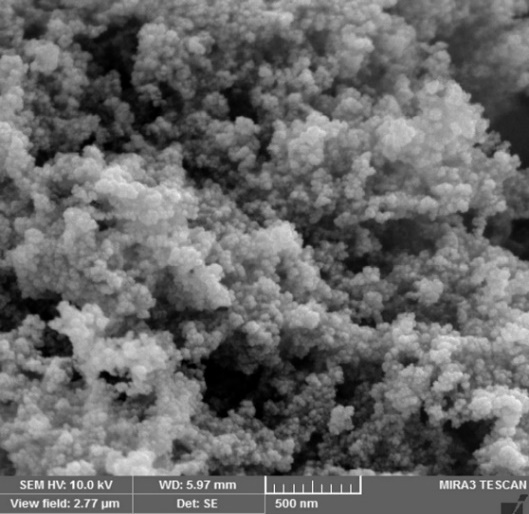 SEM HV: 10.0 kV WD: 5.97 mm MIRA3 TESCAN
View field: 2.77 µm Det: SE 500 nm